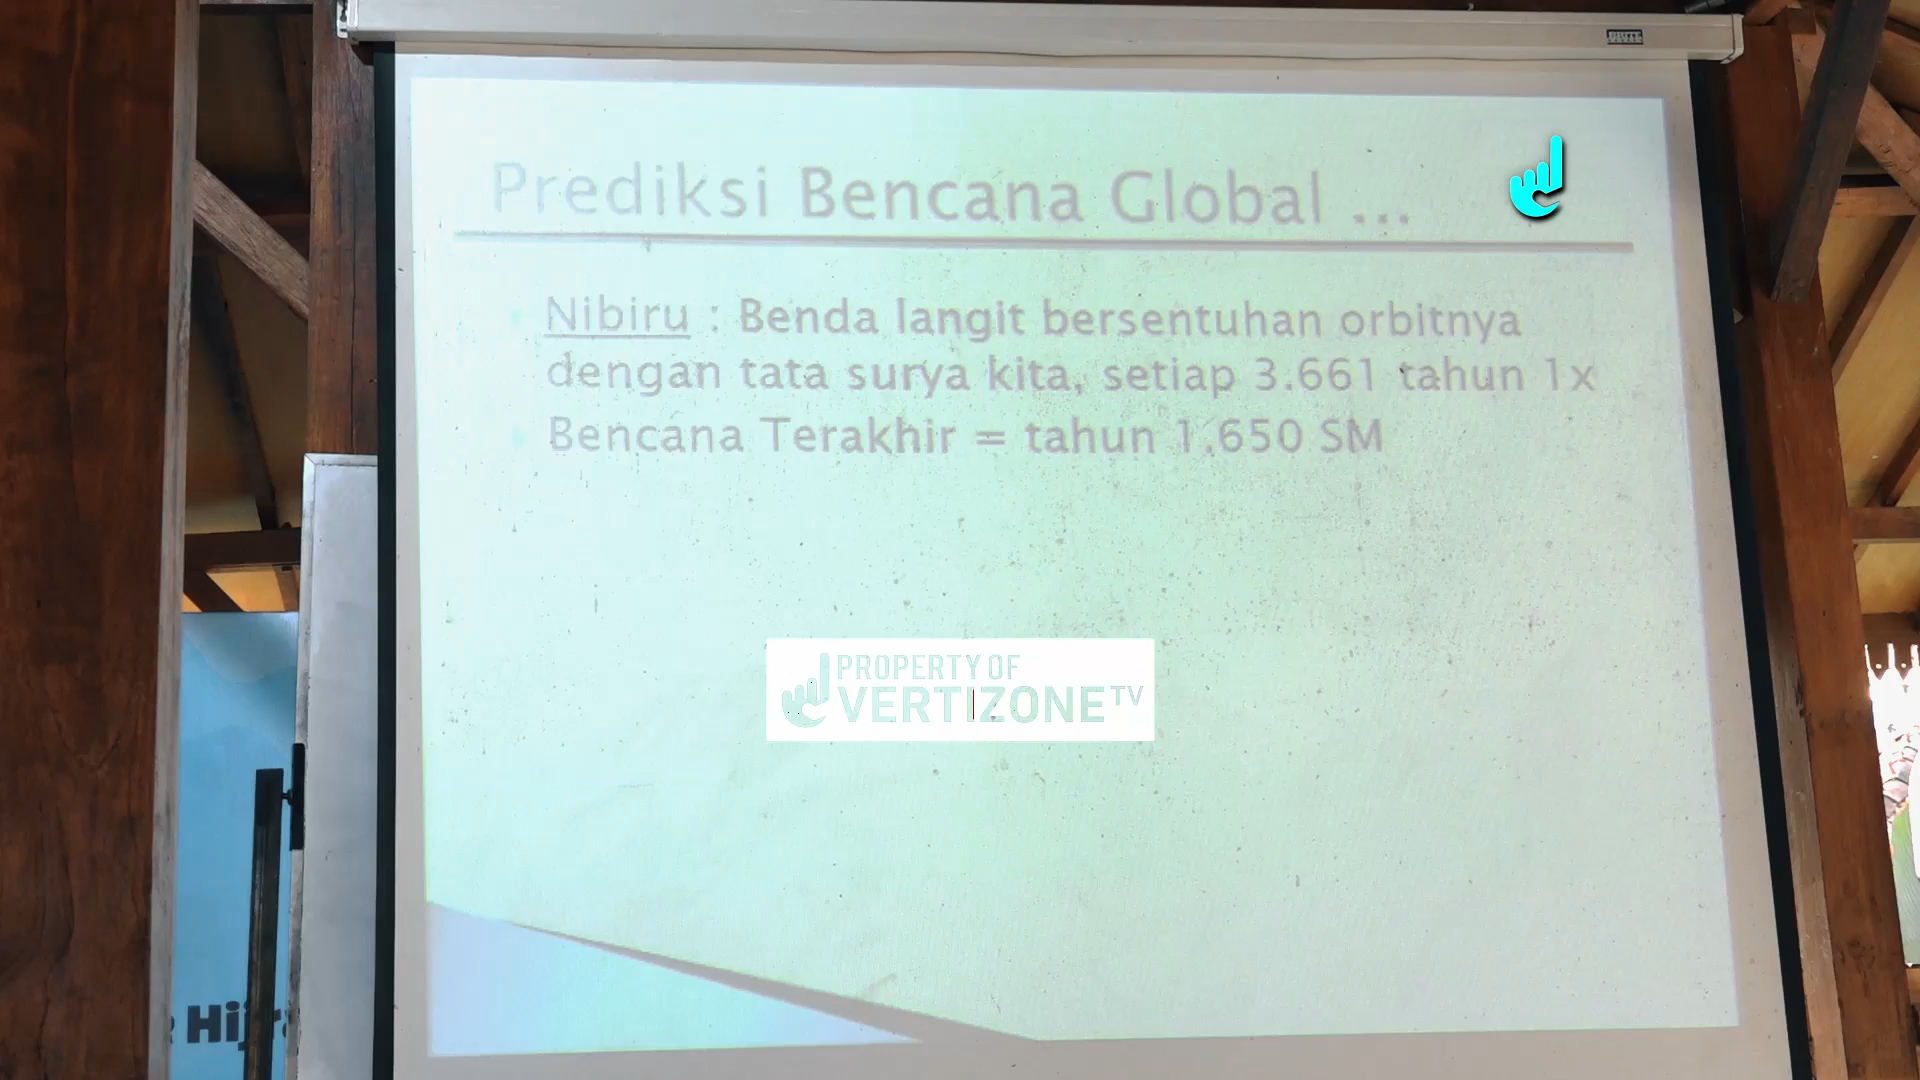 Prediksi Bencana Global ...
Nibiru : Benda langit bersentuhan orbitnya
dengan tata surya kita, setiap 3.661 tahun 1x
Bencana Terakhir = tahun 1.650 SM
PROPERTY OF
VERTIZONE TV